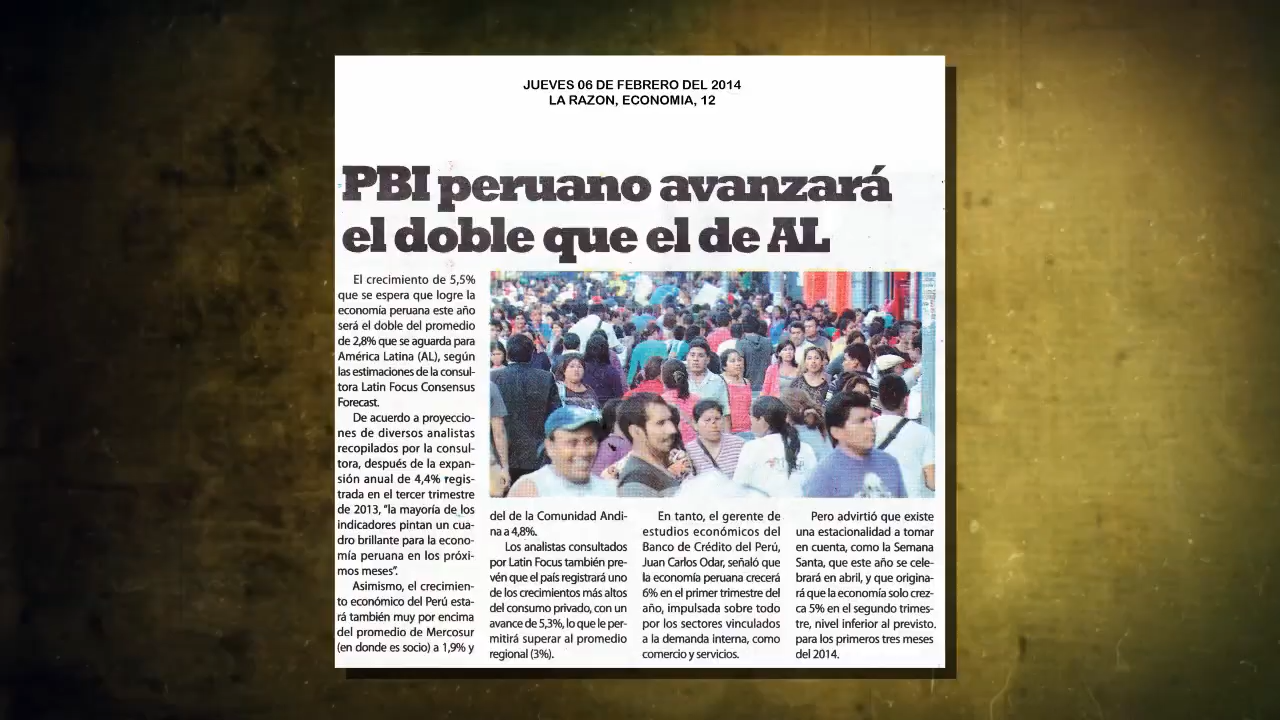 JUEVES 06 DE FEBRERO DEL 2014
LA RAZON, ECONOMIA, 12
PBI peruano avanzará
el doble que el de AL
El crecimiento de 5,5%
que se espera que logre la
economía peruana este año
será el doble del promedio
de 2,8% que se aguarda para
América Latina (AL), según
las estimaciones de la consul-
tora Latin Focus Consensus
Forecast.
De acuerdo a proyeccio-
nes de diversos analistas
recopilados por la consul-
tora, después de la expan-
sión anual de 4,4% regis-
trada en el tercer trimestre
de 2013, "la mayoría de los
indicadores pintan un cua-
dro brillante para la econo-
mía peruana en los próxi-
mos meses".
Asimismo, el crecimien-
to económico del Perú esta-
rá también muy por encima
del promedio de Mercosur
(en donde es socio) a 1,9% y
del de la Comunidad Andi-
na a 4,8%.
Los analistas consultados
por Latin Focus también pre-
vén que el país registrará uno
de los crecimientos más altos
del consumo privado, con un
avance de 5,3%, lo que le per-
mitirá superar al promedio
regional (3%).
En tanto, el gerente de
estudios económicos del
Banco de Crédito del Perú,
Juan Carlos Odar, señaló que
la economía peruana crecerá
6% en el primer trimestre del
año, impulsada sobre todo
por los sectores vinculados
a la demanda interna, como
comercio y servicios.
Pero advirtió que existe
una estacionalidad a tomar
en cuenta, como la Semana
Santa, que este año se cele-
brará en abril, y que origina-
rá que la economía solo crez-
ca 5% en el segundo trimes-
tre, nivel inferior al previsto.
para los primeros tres meses
del 2014.